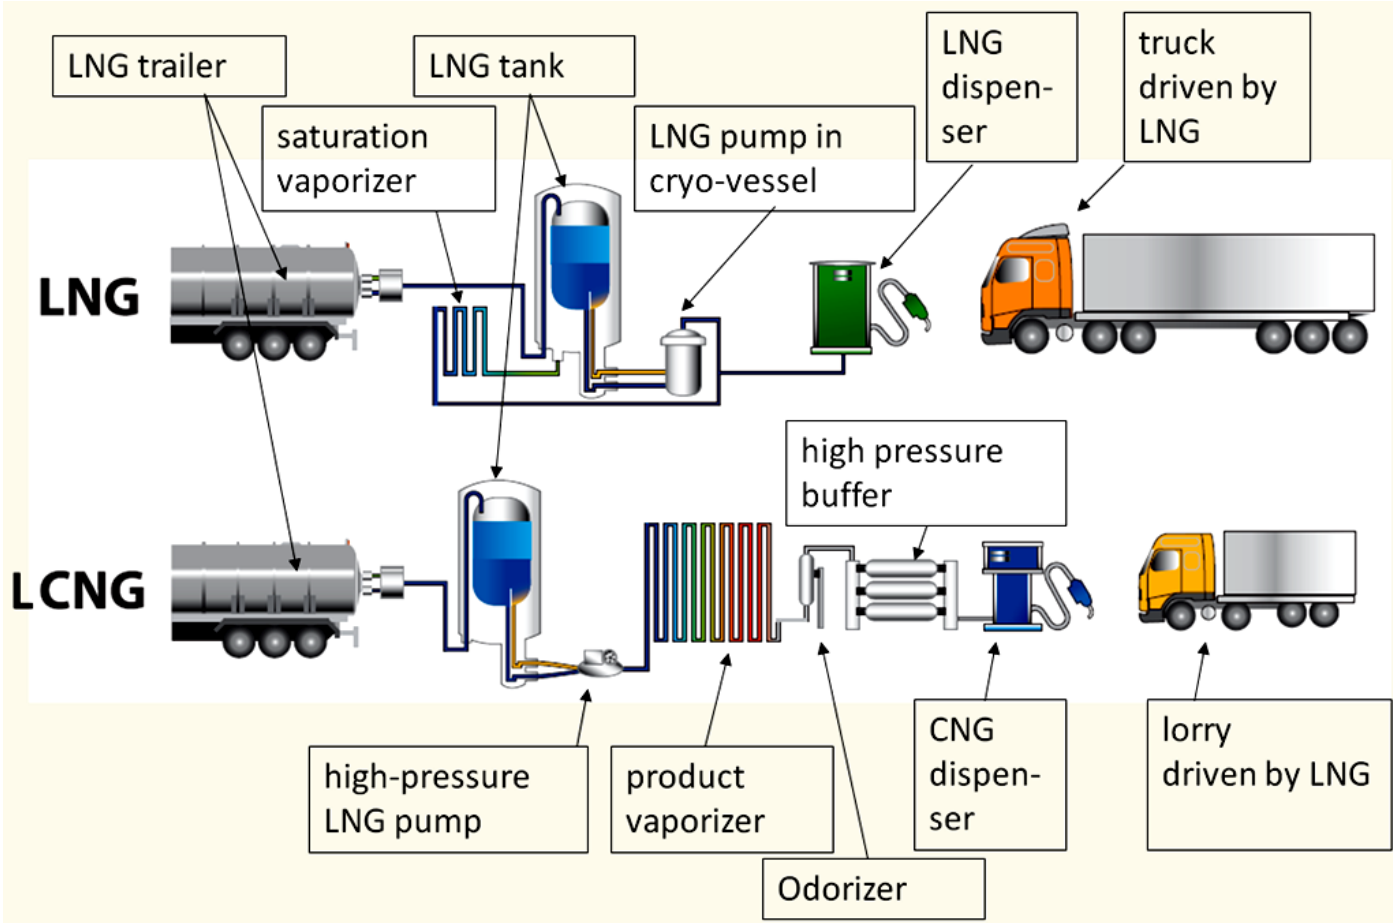 LNG trailer
LNG tank
LNG
dispen-
ser
truck
driven by
LNG
saturation
vaporizer
LNG pump in
cryo-vessel
LNG
high pressure
buffer
LCNG
high-pressure
LNG pump
product
vaporizer
CNG
dispen-
ser
lorry
driven by LNG
Odorizer